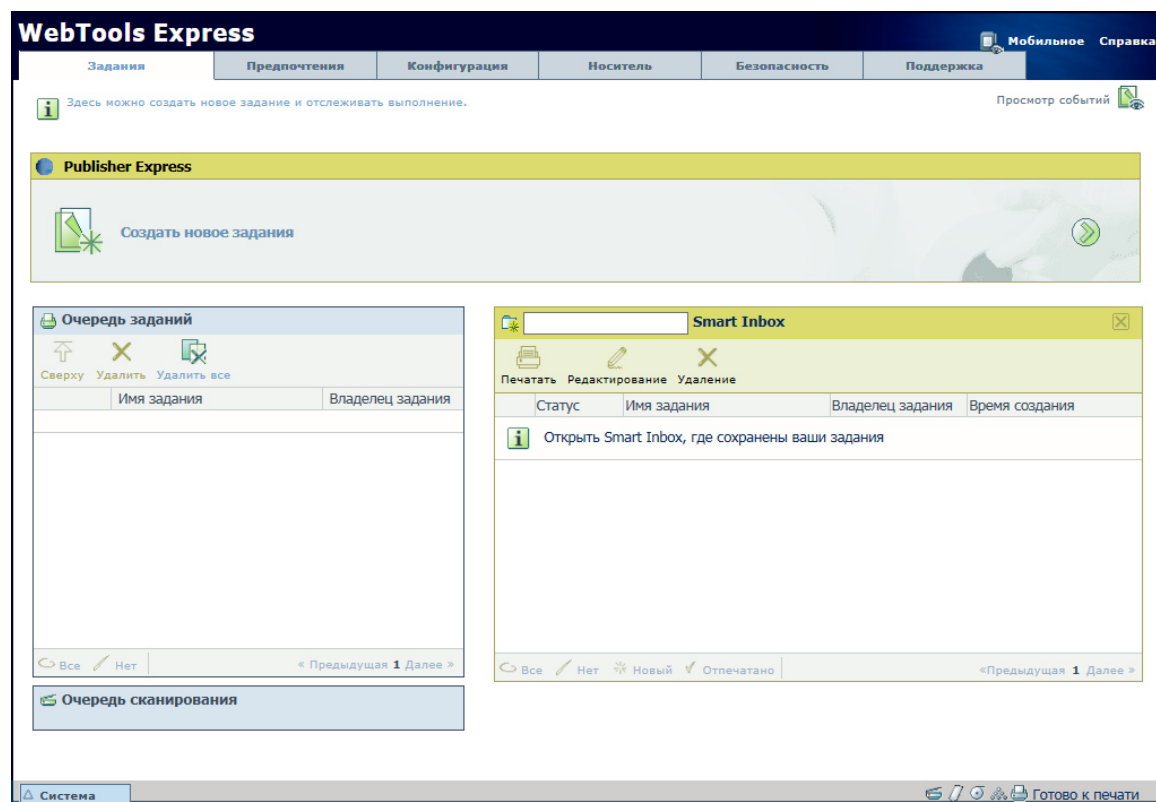 WebTools Express
Мобильное Справка
Задания Предпочтения Конфигурация Носитель Безопасность Поддержка
Здесь можно создать новое задание и отслеживать выполнение.
Просмотр событий
Publisher Express
Создать новое задания
Очередь заданий
Сверху Удалить Удалить все
Имя задания Владелец задания
Все Нет « Предыдущая 1 Далее »
Очередь сканирования
Smart Inbox
Печатать Редактирование Удаление
Статус Имя задания Владелец задания Время создания
Открыть Smart Inbox, где сохранены ваши задания
Все Нет Новый Отпечатано «Предыдущая 1 Далее »
Система
Готово к печати